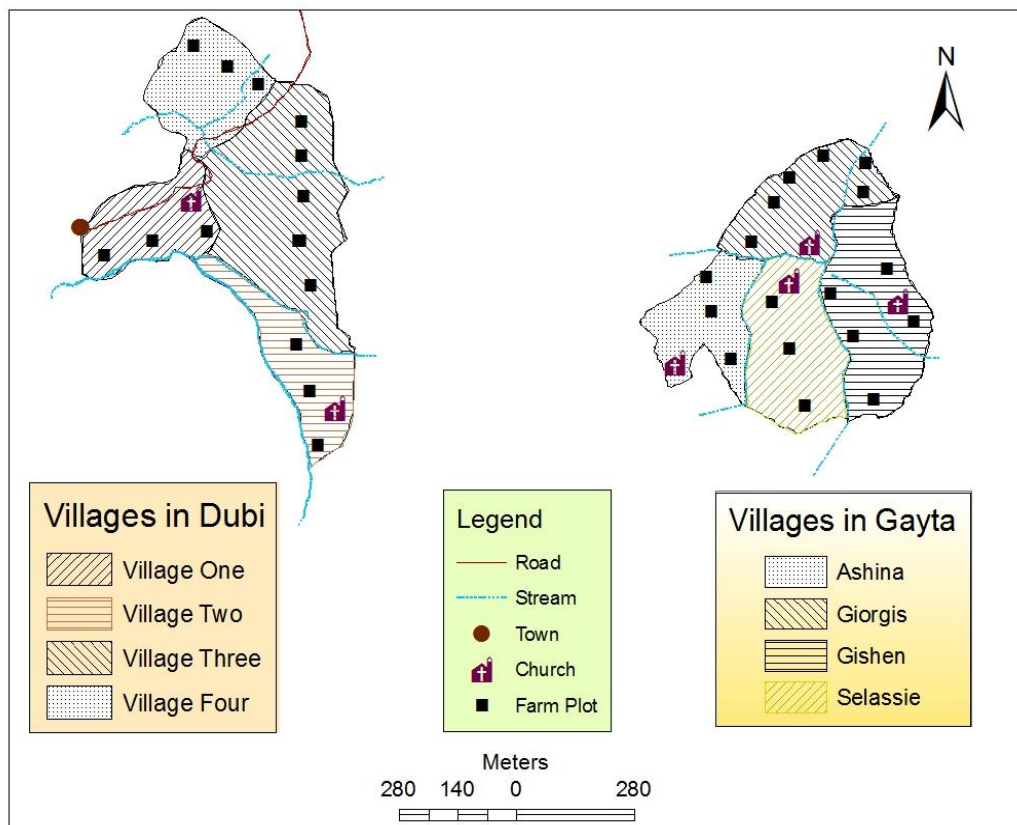 N
Villages in Dubi
Village One
Village Two
Village Three
Village Four
Legend
Road
Stream
Town
Church
Farm Plot
Villages in Gayta
Ashina
Giorgis
Gishen
Selassie
Meters
280 140 0 280